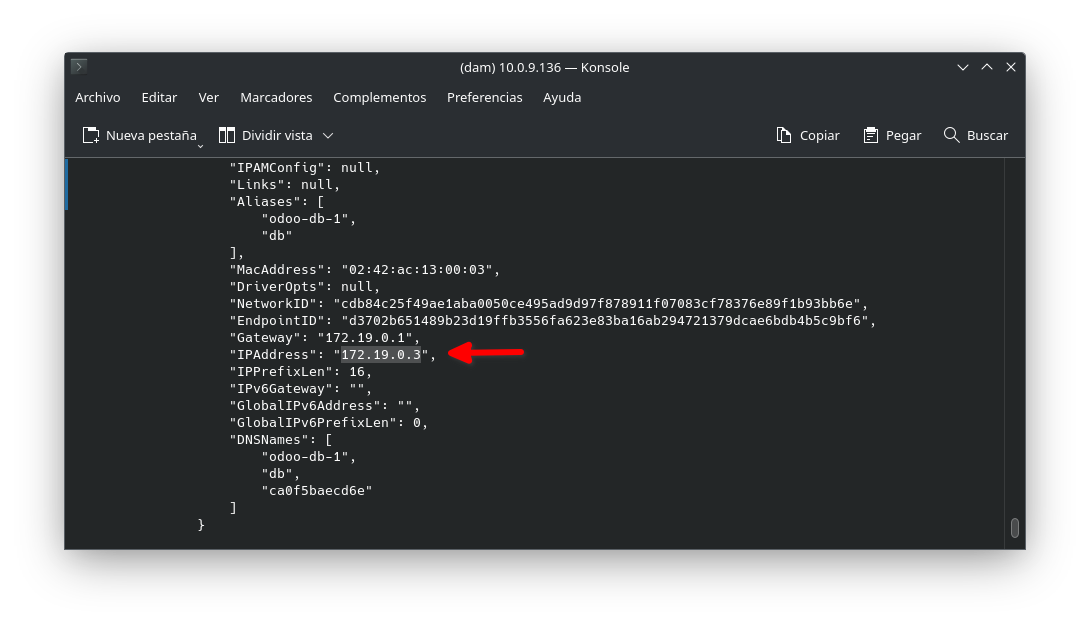 (dam) 10.0.9.136 — Konsole
Archivo Editar Ver Marcadores Complementos Preferencias Ayuda
Nueva pestaña Dividir vista Copiar Pegar Buscar
"IPAMConfig": null,
"Links": null,
"Aliases": [
"odoo-db-1",
"db"
],
"MacAddress": "02:42:ac:13:00:03",
"DriverOpts": null,
"NetworkID": "cdb84c25f49ae1aba0050ce495ad9d97f878911f07083cf78376e89f1b93bb6e",
"EndpointID": "d3702b651489b23d19ffb3556fa623e83ba16ab294721379dcae6bdb4b5c9bf6",
"Gateway": "172.19.0.1",
"IPAddress": "172.19.0.3",
"IPPrefixLen": 16,
"IPv6Gateway": "",
"GlobalIPv6Address": "",
"GlobalIPv6PrefixLen": 0,
"DNSNames": [
"odoo-db-1",
"db",
"ca0f5baecd6e"
]
}